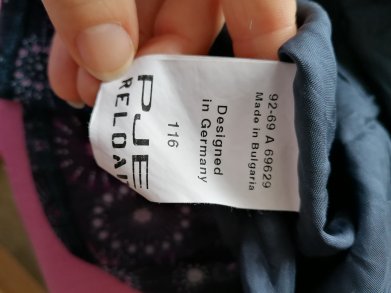 PJE
RELOA
116
Designed
in Germany
92-69 A 69629
Made in Bulgaria